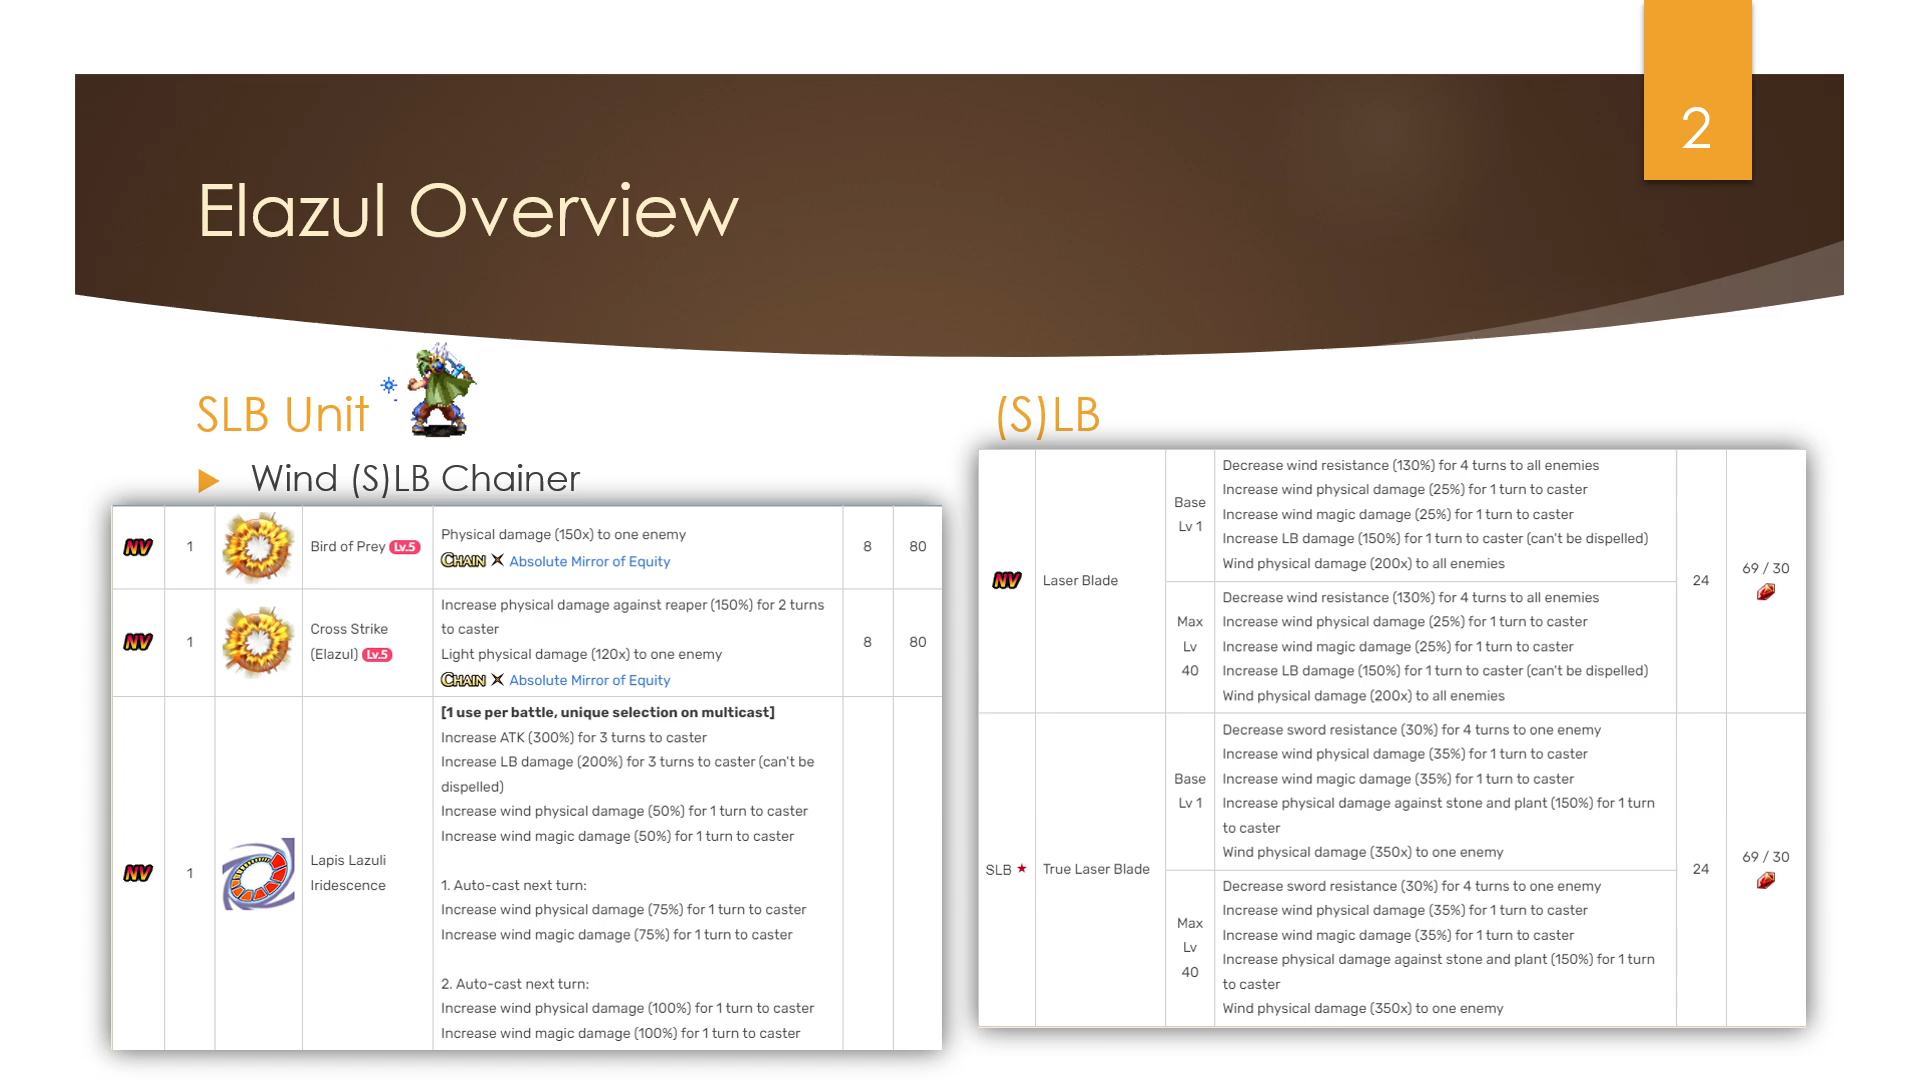 2
Elazul Overview
SLB Unit
Wind (S)LB Chainer
NV 1 Bird of Prey Lv.5
Physical damage (150x) to one enemy
CHAIN Absolute Mirror of Equity
8 80
NV 1 Cross Strike
(Elazul) Lv.5
Increase physical damage against reaper (150%) for 2 turns
to caster
Light physical damage (120x) to one enemy
CHAIN Absolute Mirror of Equity
8 80
NV 1 Lapis Lazuli
Iridescence
[1 use per battle, unique selection on multicast]
Increase ATK (300%) for 3 turns to caster
Increase LB damage (200%) for 3 turns to caster (can't be
dispelled)
Increase wind physical damage (50%) for 1 turn to caster
Increase wind magic damage (50%) for 1 turn to caster
1. Auto-cast next turn:
Increase wind physical damage (75%) for 1 turn to caster
Increase wind magic damage (75%) for 1 turn to caster
2. Auto-cast next turn:
Increase wind physical damage (100%) for 1 turn to caster
Increase wind magic damage (100%) for 1 turn to caster
(S)LB
NV Laser Blade
Base
Lv 1
Decrease wind resistance (130%) for 4 turns to all enemies
Increase wind physical damage (25%) for 1 turn to caster
Increase wind magic damage (25%) for 1 turn to caster
Increase LB damage (150%) for 1 turn to caster (can't be dispelled)
Wind physical damage (200x) to all enemies
Max
Lv
40
Decrease wind resistance (130%) for 4 turns to all enemies
Increase wind physical damage (25%) for 1 turn to caster
Increase wind magic damage (25%) for 1 turn to caster
Increase LB damage (150%) for 1 turn to caster (can't be dispelled)
Wind physical damage (200x) to all enemies
24 69 / 30
SLB True Laser Blade
Base
Lv 1
Decrease sword resistance (30%) for 4 turns to one enemy
Increase wind physical damage (35%) for 1 turn to caster
Increase wind magic damage (35%) for 1 turn to caster
Increase physical damage against stone and plant (150%) for 1 turn
to caster
Wind physical damage (350x) to one enemy
Max
Lv
40
Decrease sword resistance (30%) for 4 turns to one enemy
Increase wind physical damage (35%) for 1 turn to caster
Increase wind magic damage (35%) for 1 turn to caster
Increase physical damage against stone and plant (150%) for 1 turn
to caster
Wind physical damage (350x) to one enemy
24 69 / 30